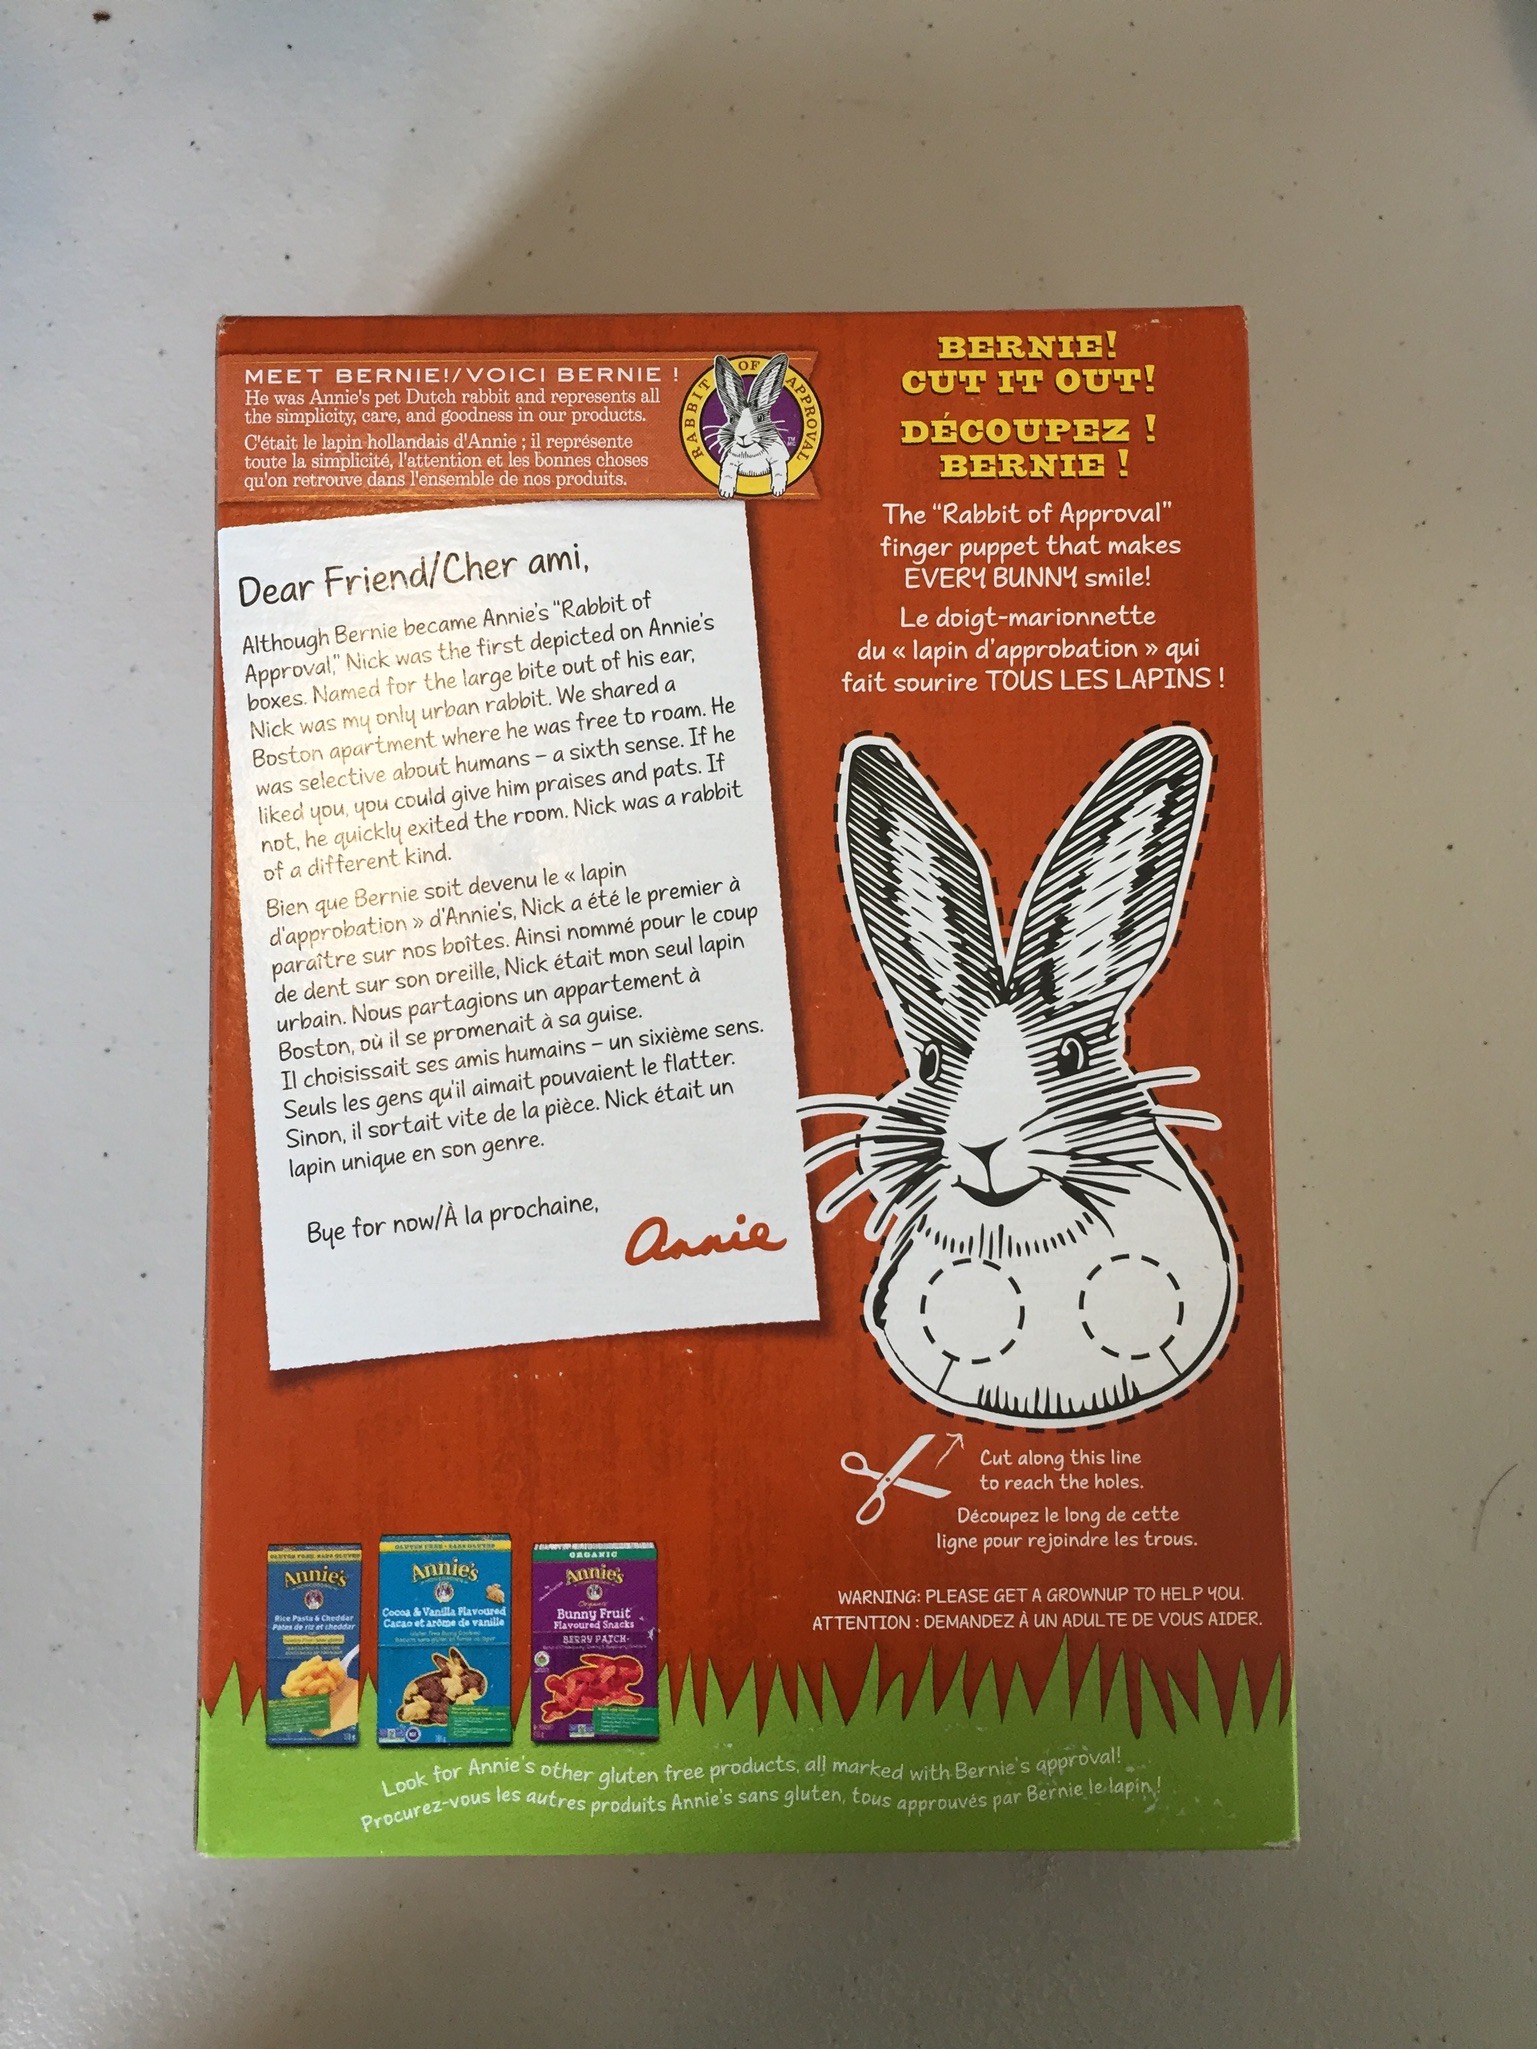 MEET BERNIE!/VOICI BERNIE !
He was Annie's pet Dutch rabbit and represents all
the simplicity, care, and goodness in our products.
C'était le lapin hollandais d'Annie ; il représente
toute la simplicité, l'attention et les bonnes choses
qu'on retrouve dans l'ensemble de nos produits.
RABBIT OF APPROVAL
TM
MC
Dear Friend/Cher ami,
Although Bernie became Annie's "Rabbit of
Approval," Nick was the first depicted on Annie's
boxes. Named for the large bite out of his ear,
Nick was my only urban rabbit. We shared a
Boston apartment where he was free to roam. He
was selective about humans – a sixth sense. If he
liked you, you could give him praises and pats. If
not, he quickly exited the room. Nick was a rabbit
of a different kind.
Bien que Bernie soit devenu le « lapin
d'approbation » d'Annie's, Nick a été le premier à
paraître sur nos boîtes. Ainsi nommé pour le coup
de dent sur son oreille, Nick était mon seul lapin
urbain. Nous partagions un appartement à
Boston, où il se promenait à sa guise.
Il choisissait ses amis humains – un sixième sens.
Seuls les gens qu'il aimait pouvaient le flatter.
Sinon, il sortait vite de la pièce. Nick était un
lapin unique en son genre.
Bye for now/À la prochaine,
Annie
BERNIE!
CUT IT OUT!
DÉCOUPEZ !
BERNIE !
The "Rabbit of Approval"
finger puppet that makes
EVERY BUNNY smile!
Le doigt-marionnette
du « lapin d'approbation » qui
fait sourire TOUS LES LAPINS !
Cut along this line
to reach the holes.
Découpez le long de cette
ligne pour rejoindre les trous.
WARNING: PLEASE GET A GROWNUP TO HELP YOU.
ATTENTION : DEMANDEZ À UN ADULTE DE VOUS AIDER.
GLUTEN FREE · SANS GLUTEN
Annie's
Rice Pasta & Cheddar
Pâtes de riz et cheddar
GLUTEN FREE · SANS GLUTEN
Annie's
Cocoa & Vanilla Flavoured
Cacao et arôme de vanille
ORGANIC
Annie's
Organic
Bunny Fruit
Flavoured Snacks
BERRY PATCH
Look for Annie's other gluten free products, all marked with Bernie's approval!
Procurez-vous les autres produits Annie's sans gluten, tous approuvés par Bernie le lapin !